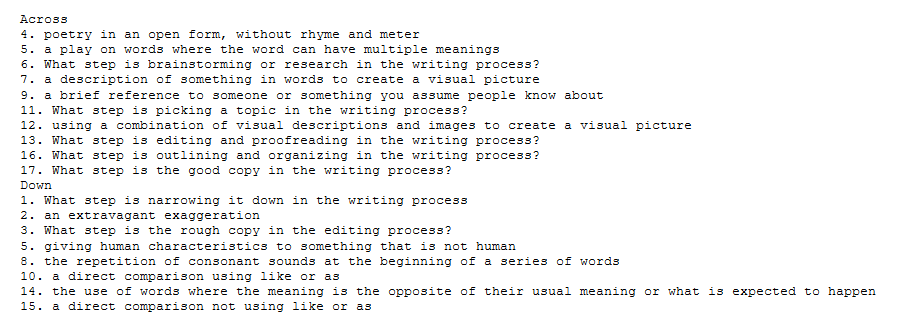 Across
4. poetry in an open form, without rhyme and meter
5. a play on words where the word can have multiple meanings
6. What step is brainstorming or research in the writing process?
7. a description of something in words to create a visual picture
9. a brief reference to someone or something you assume people know about
11. What step is picking a topic in the writing process?
12. using a combination of visual descriptions and images to create a visual picture
13. What step is editing and proofreading in the writing process?
16. What step is outlining and organizing in the writing process?
17. What step is the good copy in the writing process?
Down
1. What step is narrowing it down in the writing process
2. an extravagant exaggeration
3. What step is the rough copy in the editing process?
5. giving human characteristics to something that is not human
8. the repetition of consonant sounds at the beginning of a series of words
10. a direct comparison using like or as
14. the use of words where the meaning is the opposite of their usual meaning or what is expected to happen
15. a direct comparison not using like or as